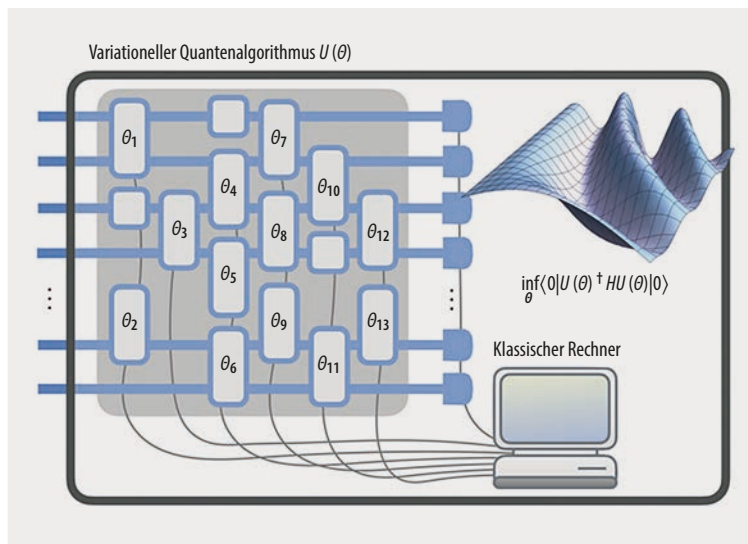 Variationeller Quantenalgorithmus U (θ)
θ₁
θ₇
θ₄
θ₁₀
θ₃
θ₈
θ₁₂
θ₅
θ₂
θ₉
θ₁₃
θ₆
θ₁₁
⋮
⋮
inf⟨0|U (θ) † HU (θ)|0⟩
θ
Klassischer Rechner